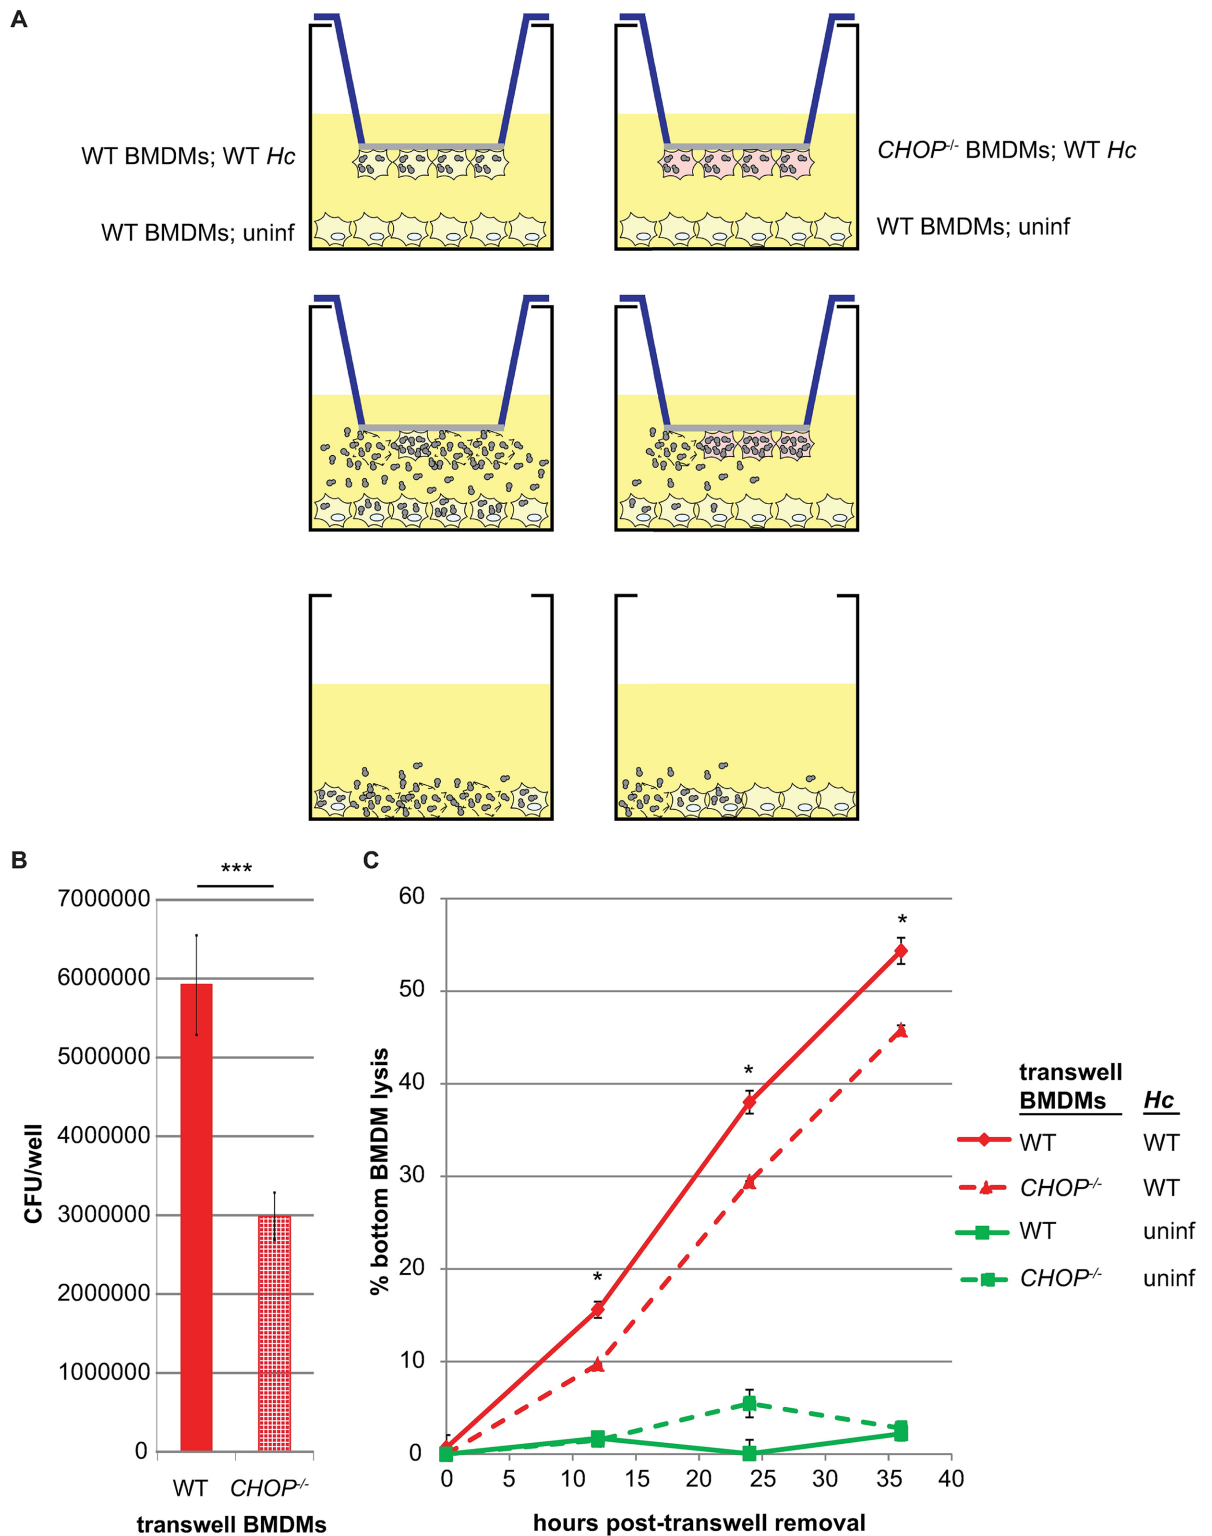 A
WT BMDMs; WT Hc
CHOP-/- BMDMs; WT Hc
WT BMDMs; uninf
WT BMDMs; uninf
B
C
***
7000000
6000000
5000000
4000000
3000000
2000000
1000000
0
CFU/well
WT
CHOP-/-
transwell BMDMs
60
50
40
30
20
10
0
% bottom BMDM lysis
*
*
*
0
5
10
15
20
25
30
35
40
hours post-transwell removal
transwell
BMDMs Hc
WT WT
CHOP-/- WT
WT uninf
CHOP-/- uninf